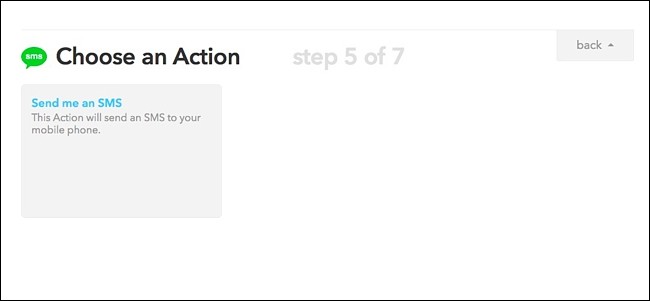 sms Choose an Action step 5 of 7 back
Send me an SMS
This Action will send an SMS to your
mobile phone.